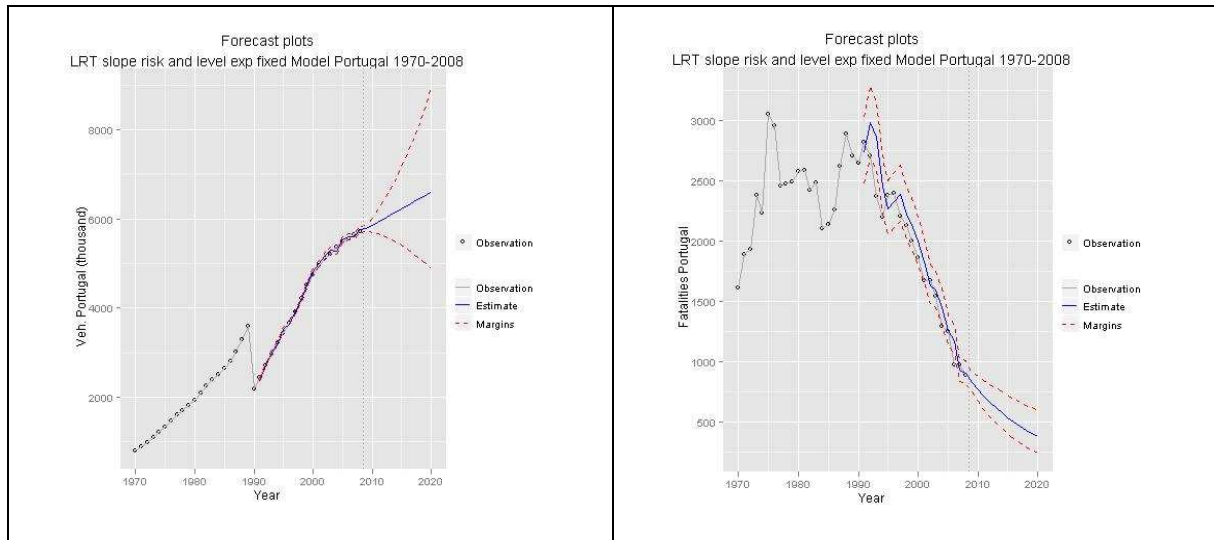 Forecast plots
LRT slope risk and level exp fixed Model Portugal 1970-2008
Veh. Portugal (thousand)
8000
6000
4000
2000
1970 1980 1990 2000 2010 2020
Year
Observation
Observation
Estimate
Margins
Forecast plots
LRT slope risk and level exp fixed Model Portugal 1970-2008
Fatalities Portugal
3000
2500
2000
1500
1000
500
1970 1980 1990 2000 2010 2020
Year
Observation
Observation
Estimate
Margins